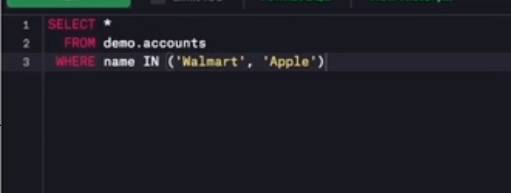 1 SELECT *
2 FROM demo.accounts
3 WHERE name IN ('Walmart', 'Apple')